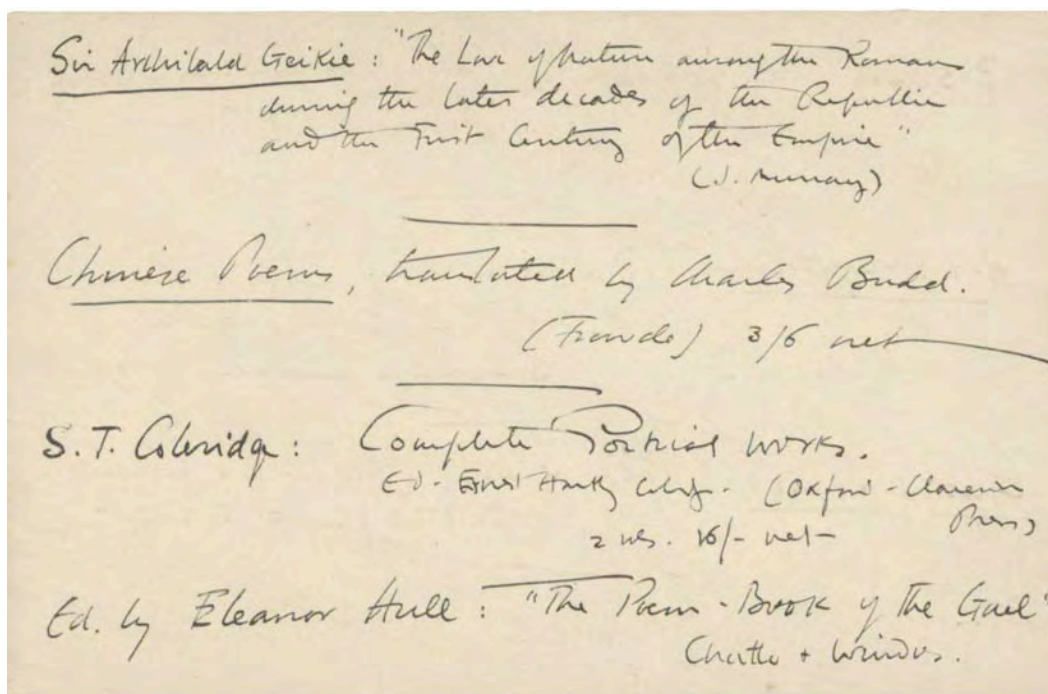 Sir Archibald Geikie : "The Love of Nature among the Romans
during the later decades of the Republic
and the First Century of the Empire"
(J. Murray)
Chinese Poems, translated by Charles Budd.
(Frowde) 3/6 net
S. T. Coleridge : Complete Poetical Works.
Ed. Ernest Hartley Coleridge. (Oxford - Clarendon
Press)
2 vols. 16/- net
Ed. by Eleanor Hull : "The Poem-Book of the Gael"
Chatto + Windus.